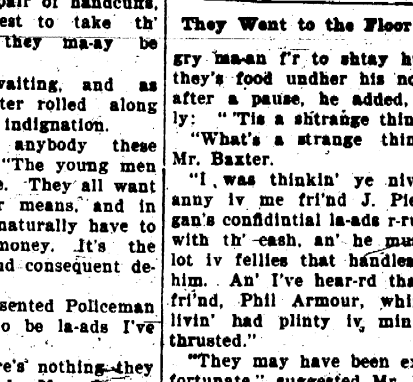 pair of handcuffs,
est to take th'
they ma-ay be
vaiting, and as
ter rolled along
indignation.
anybody these
"The young men
e. They all want
r means, and in
naturally have to
money. It's the
nd consequent de-
sented Policeman
o be la-ads I've
re's nothing they
They Went to the Floor
gry ma-an f'r to shtay h
they's food undher his no
after a pause, he added,
ly: "'Tis a shtrange thin
"What's a strange thin
Mr. Baxter.
"I was thinkin' ye niv
anny iv me fri'nd J. Pie
gan's confidintial la-ads r-ru
with th' cash, an' he mus
lot iv fellies that handles
him. An' I've hear-rd tha
fri'nd, Phil Armour, whi
livin' had plinty iv min
thrusted."
"They may have been ex
fortunate," suggested Mr.